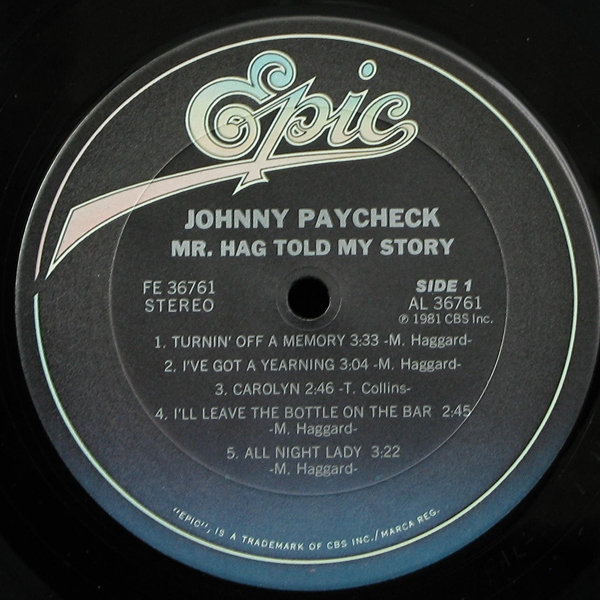 Epic
JOHNNY PAYCHECK
MR. HAG TOLD MY STORY
FE 36761
STEREO
SIDE 1
AL 36761
℗ 1981 CBS Inc.
1. TURNIN' OFF A MEMORY 3:33 -M. Haggard-
2. I'VE GOT A YEARNING 3:04 -M. Haggard-
3. CAROLYN 2:46 -T. Collins-
4. I'LL LEAVE THE BOTTLE ON THE BAR 2:45
-M. Haggard-
5. ALL NIGHT LADY 3:22
-M. Haggard-
"EPIC", IS A TRADEMARK OF CBS INC./MARCA REG.